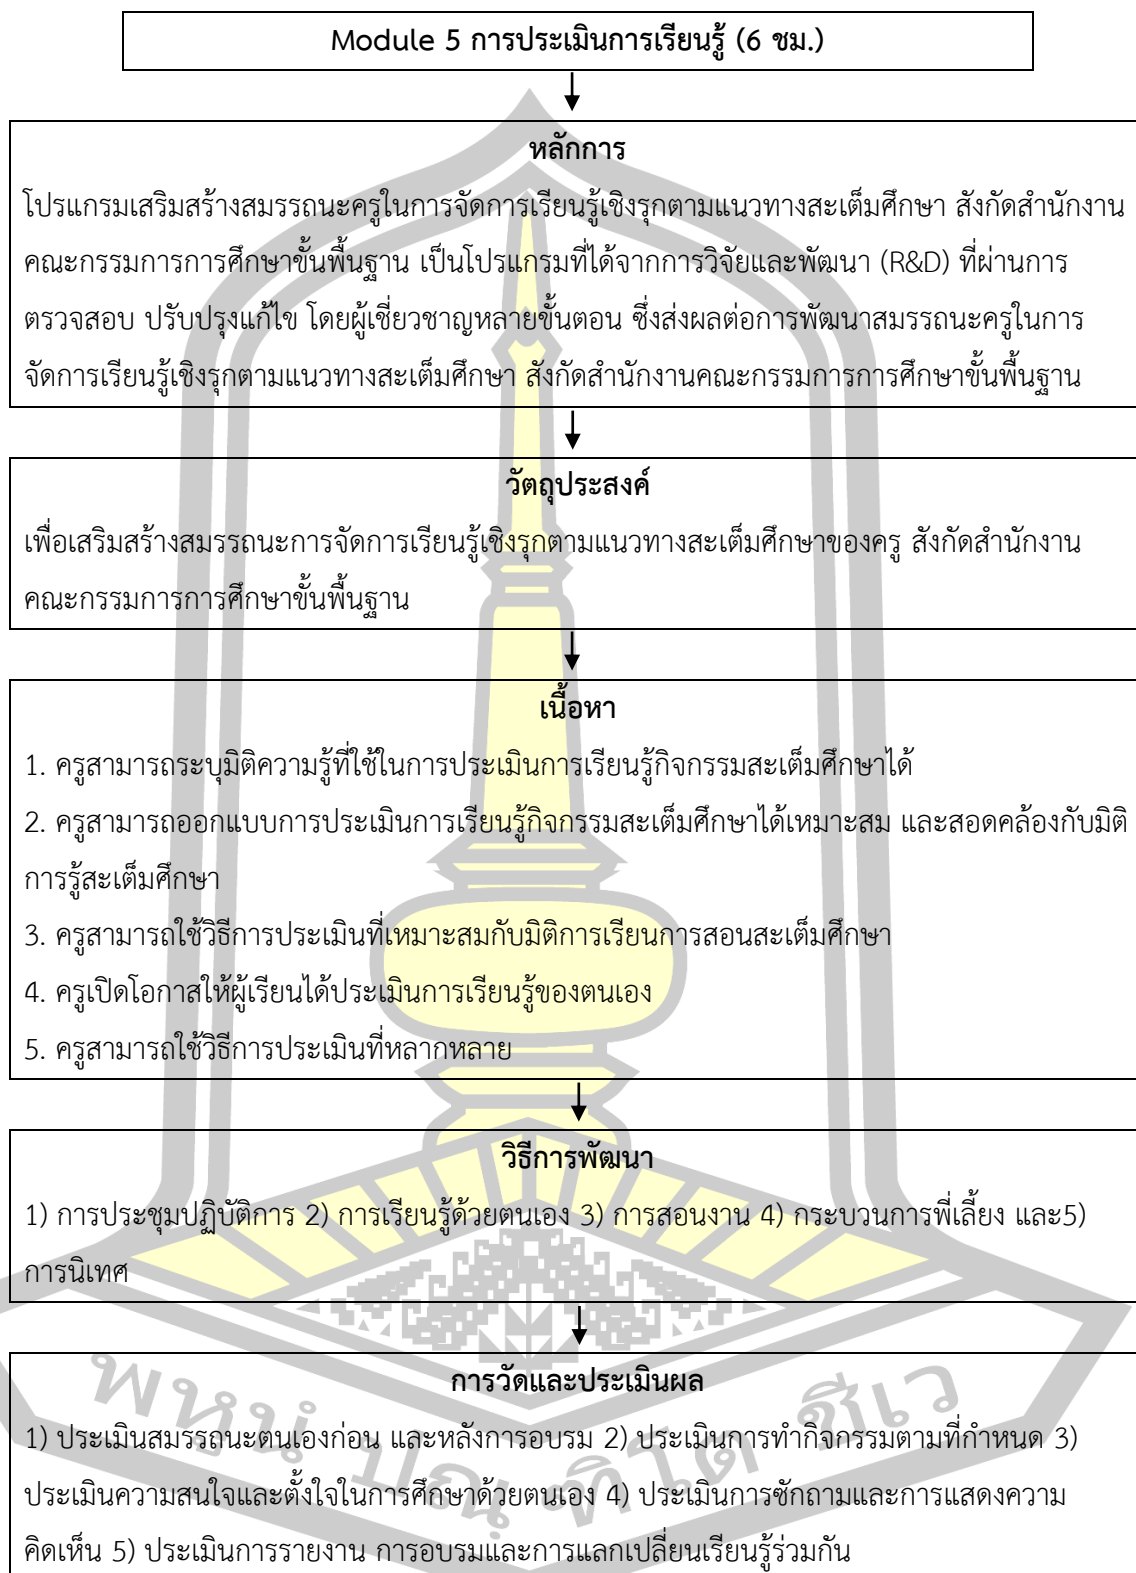 Module 5 การประเมินการเรียนรู้ (6 ชม.)
หลักการ
โปรแกรมเสริมสร้างสมรรถนะครูในการจัดการเรียนรู้เชิงรุกตามแนวทางสะเต็มศึกษา สังกัดสำนักงาน
คณะกรรมการการศึกษาขั้นพื้นฐาน เป็นโปรแกรมที่ได้จากการวิจัยและพัฒนา (R&D) ที่ผ่านการ
ตรวจสอบ ปรับปรุงแก้ไข โดยผู้เชี่ยวชาญหลายขั้นตอน ซึ่งส่งผลต่อการพัฒนาสมรรถนะครูในการ
จัดการเรียนรู้เชิงรุกตามแนวทางสะเต็มศึกษา สังกัดสำนักงานคณะกรรมการการศึกษาขั้นพื้นฐาน
วัตถุประสงค์
เพื่อเสริมสร้างสมรรถนะการจัดการเรียนรู้เชิงรุกตามแนวทางสะเต็มศึกษาของครู สังกัดสำนักงาน
คณะกรรมการการศึกษาขั้นพื้นฐาน
เนื้อหา
1. ครูสามารถระบุมิติความรู้ที่ใช้ในการประเมินการเรียนรู้กิจกรรมสะเต็มศึกษาได้
2. ครูสามารถออกแบบการประเมินการเรียนรู้กิจกรรมสะเต็มศึกษาได้เหมาะสม และสอดคล้องกับมิติ
การรู้สะเต็มศึกษา
3. ครูสามารถใช้วิธีการประเมินที่เหมาะสมกับมิติการเรียนการสอนสะเต็มศึกษา
4. ครูเปิดโอกาสให้ผู้เรียนได้ประเมินการเรียนรู้ของตนเอง
5. ครูสามารถใช้วิธีการประเมินที่หลากหลาย
วิธีการพัฒนา
1) การประชุมปฏิบัติการ 2) การเรียนรู้ด้วยตนเอง 3) การสอนงาน 4) กระบวนการพี่เลี้ยง และ5)
การนิเทศ
การวัดและประเมินผล
1) ประเมินสมรรถนะตนเองก่อน และหลังการอบรม 2) ประเมินการทำกิจกรรมตามที่กำหนด 3)
ประเมินความสนใจและตั้งใจในการศึกษาด้วยตนเอง 4) ประเมินการซักถามและการแสดงความ
คิดเห็น 5) ประเมินการรายงาน การอบรมและการแลกเปลี่ยนเรียนรู้ร่วมกัน
พหุนํ ปณฺฑิโต ชีเว